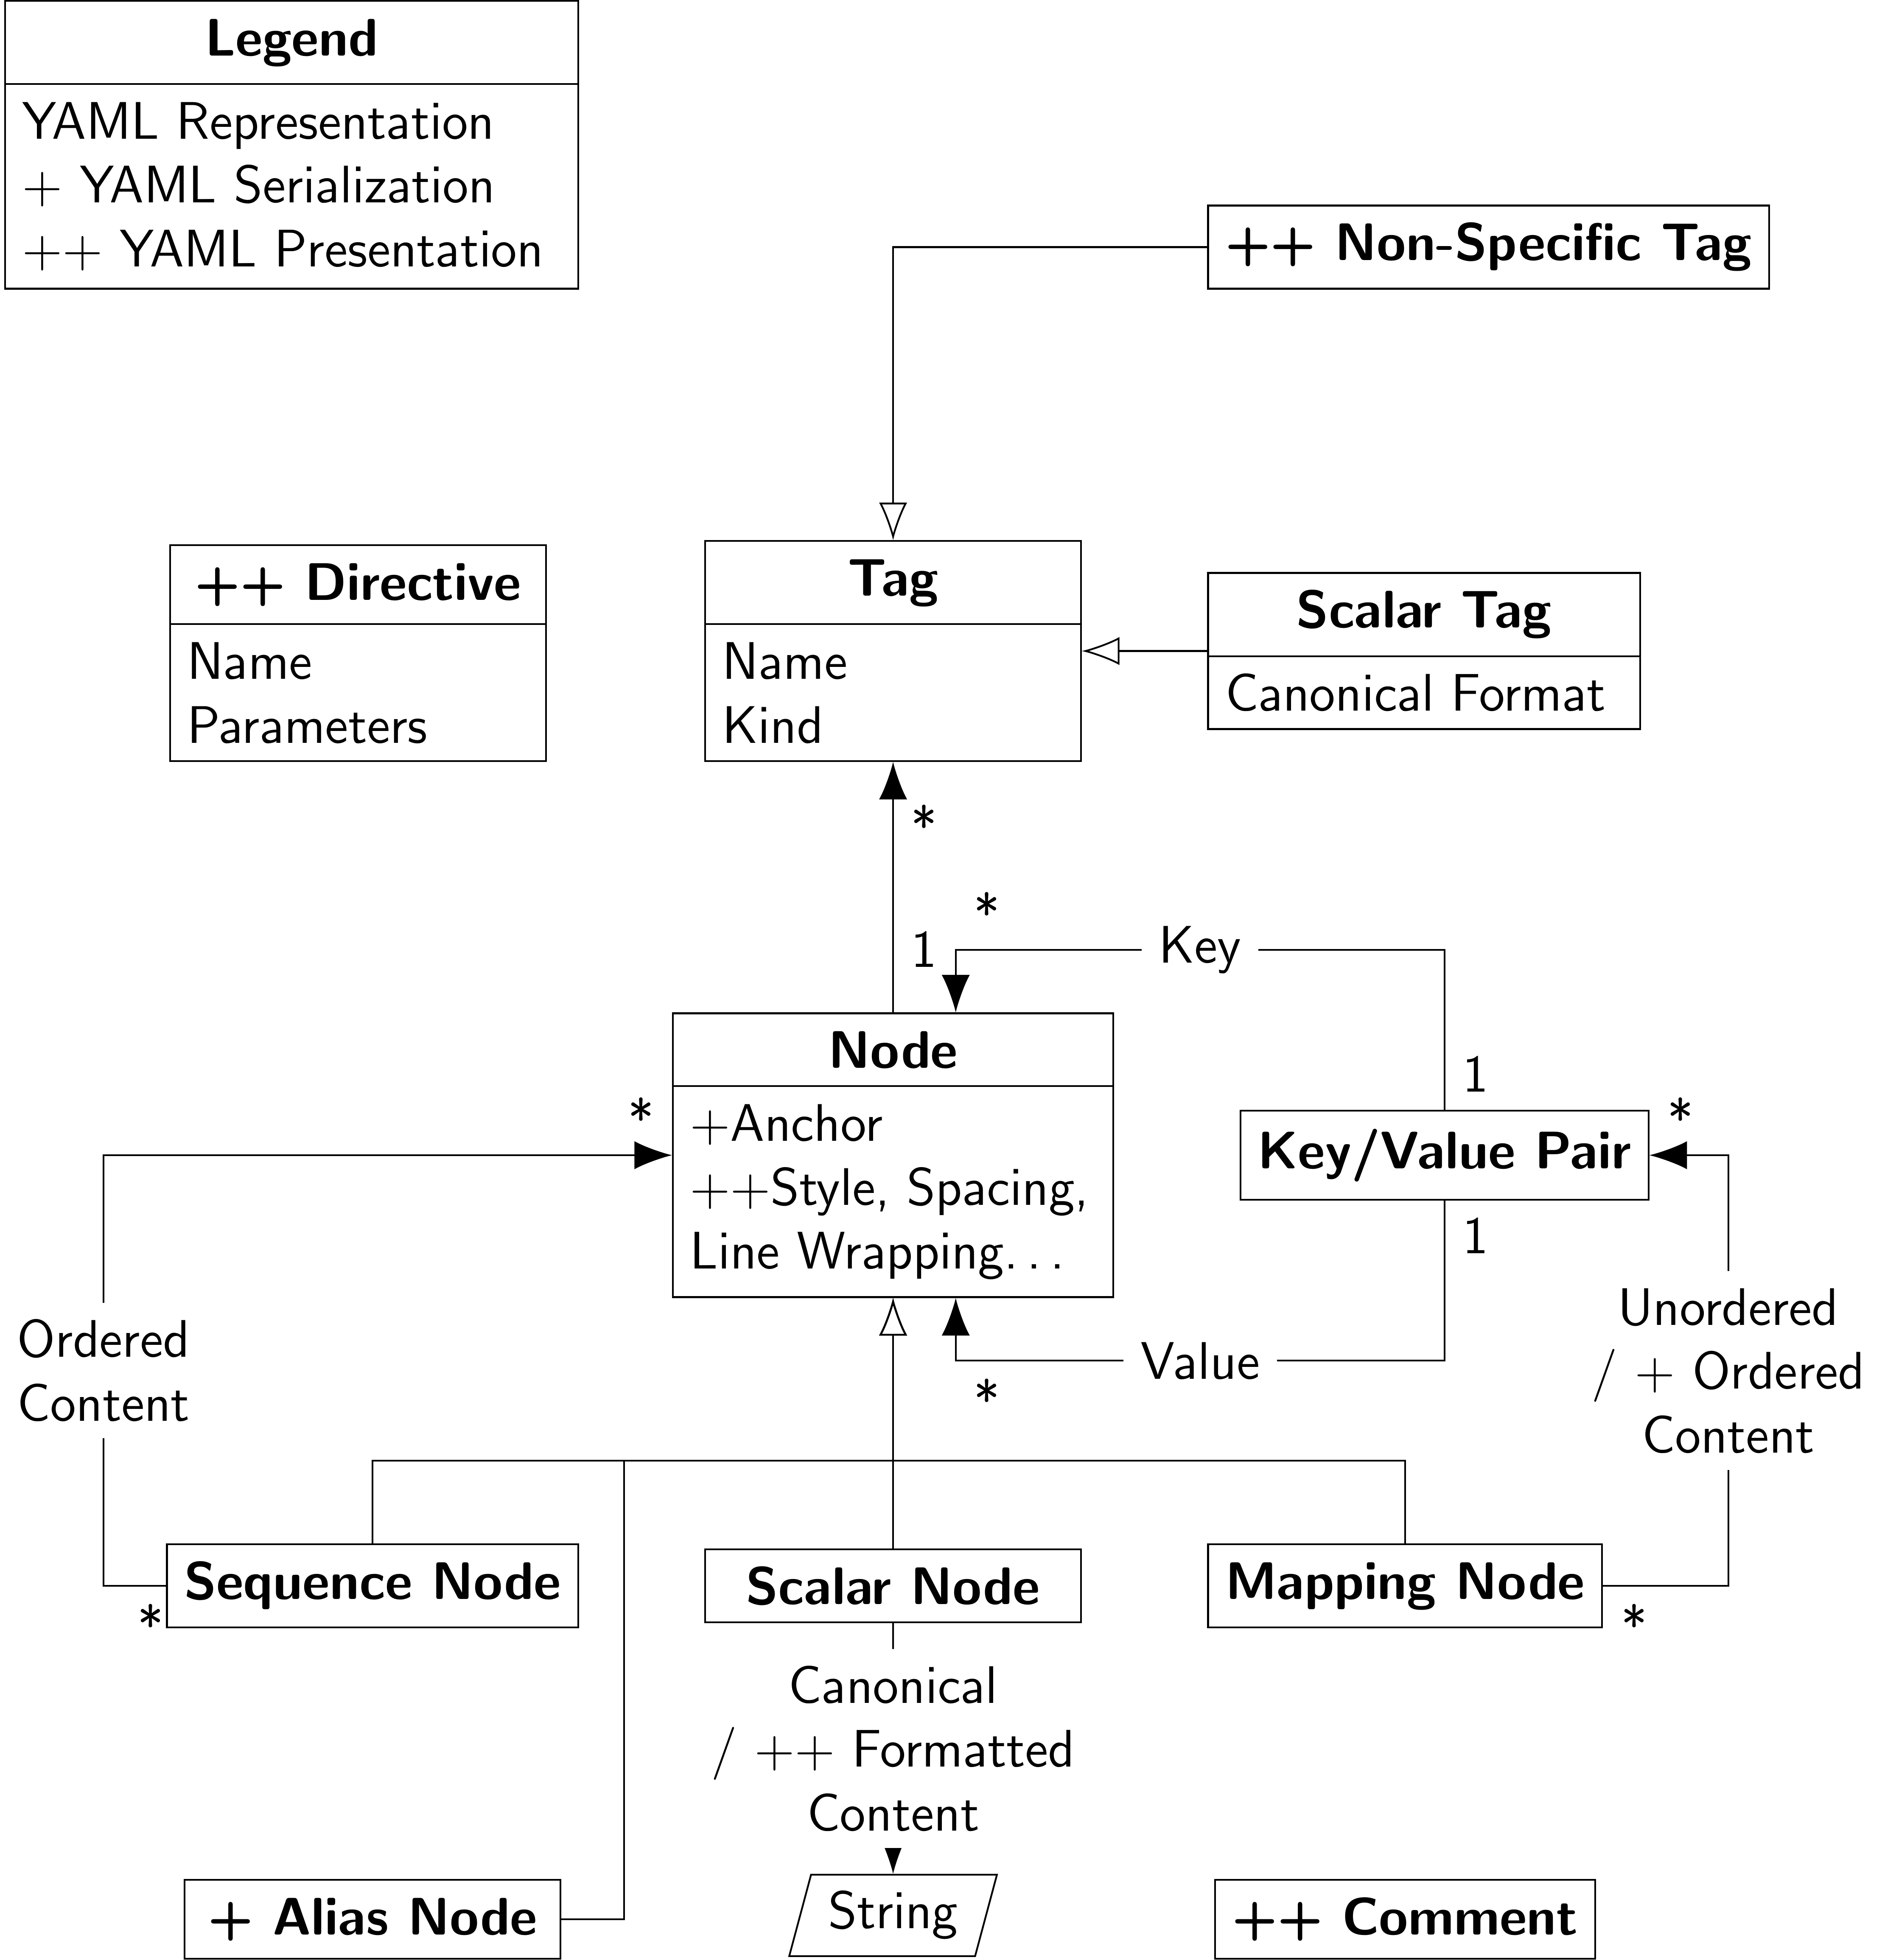 Legend
YAML Representation
+ YAML Serialization
++ YAML Presentation
++ Non-Specific Tag
++ Directive
Name
Parameters
Tag
Name
Kind
Scalar Tag
Canonical Format
*
*
1
Key
Node
+Anchor
++Style, Spacing,
Line Wrapping...
*
1
Key/Value Pair
*
1
Ordered
Content
Value
*
Unordered
/ + Ordered
Content
Sequence Node
*
Scalar Node
Mapping Node
*
Canonical
/ ++ Formatted
Content
+ Alias Node
String
++ Comment